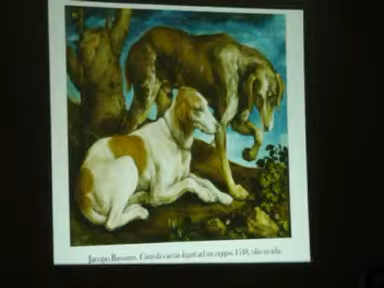 Jacopo Bassano, Cani da caccia legati ad un ceppo, 1548, olio su tela